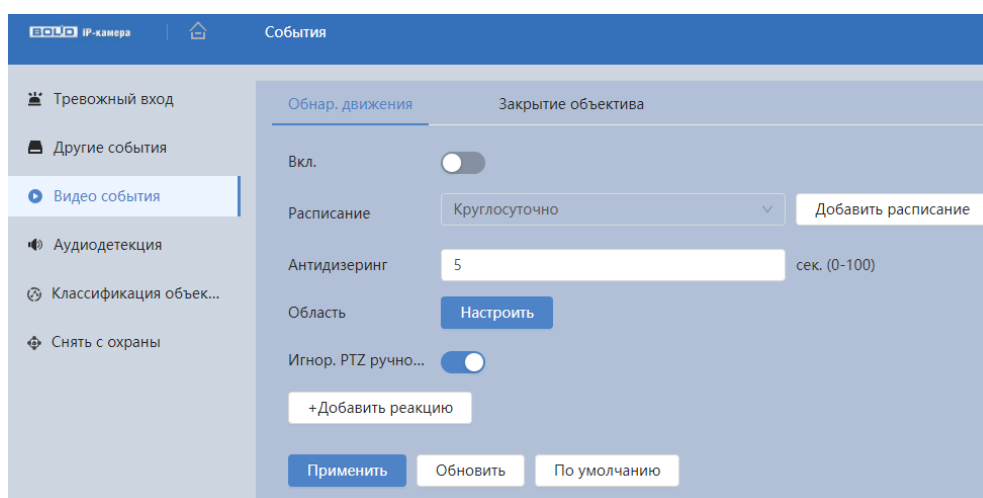 BOLID IP-камера
События
Тревожный вход
Другие события
Видео события
Аудиодетекция
Классификация объек...
Снять с охраны
Обнар. движения
Закрытие объектива
Вкл.
Расписание
Круглосуточно
Добавить расписание
Антидизеринг
5
сек. (0-100)
Область
Настроить
Игнор. PTZ ручно...
+Добавить реакцию
Применить
Обновить
По умолчанию